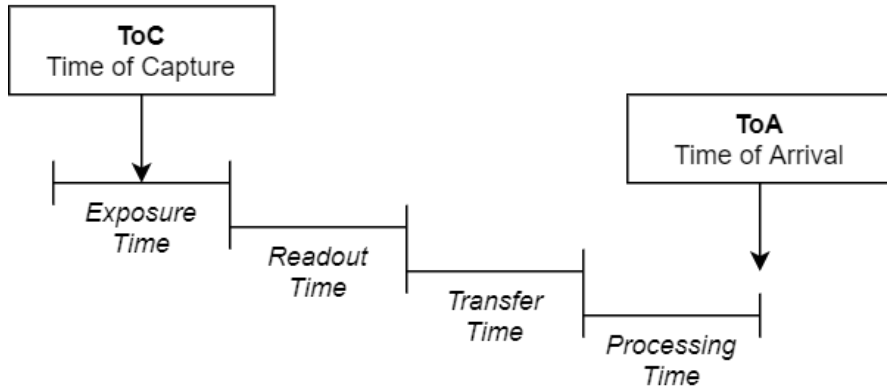 ToC
Time of Capture
ToA
Time of Arrival
Exposure
Time
Readout
Time
Transfer
Time
Processing
Time